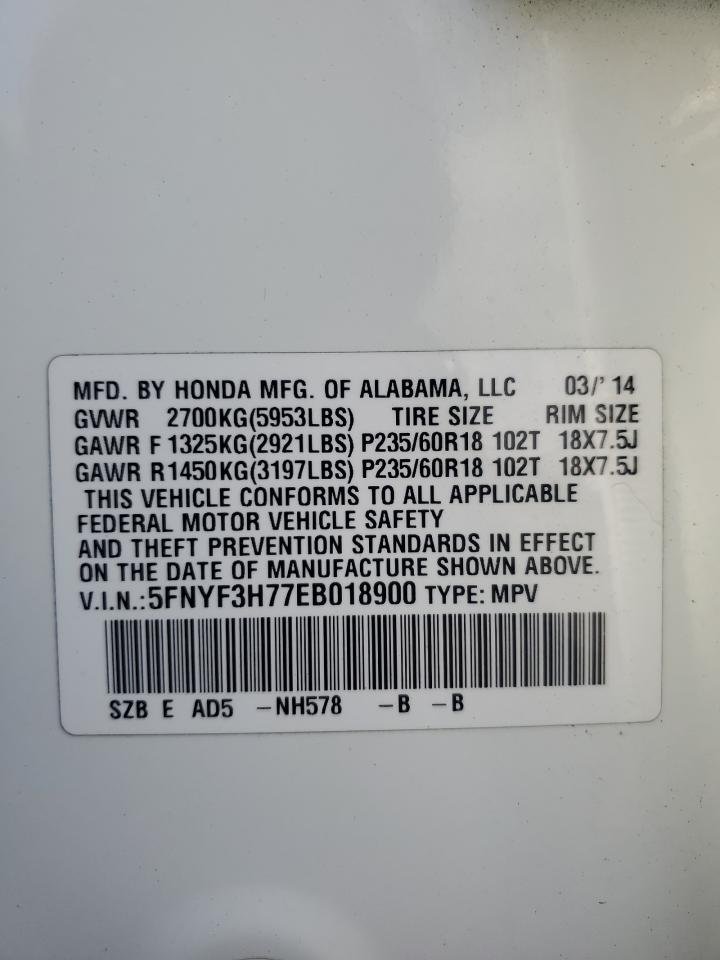 MFD. BY HONDA MFG. OF ALABAMA, LLC 03/' 14
GVWR 2700KG(5953LBS) TIRE SIZE RIM SIZE
GAWR F 1325KG(2921LBS) P235/60R18 102T 18X7.5J
GAWR R1450KG(3197LBS) P235/60R18 102T 18X7.5J
THIS VEHICLE CONFORMS TO ALL APPLICABLE
FEDERAL MOTOR VEHICLE SAFETY
AND THEFT PREVENTION STANDARDS IN EFFECT
ON THE DATE OF MANUFACTURE SHOWN ABOVE.
V.I.N.:5FNYF3H77EB018900 TYPE: MPV
SZB E AD5 -NH578 -B -B